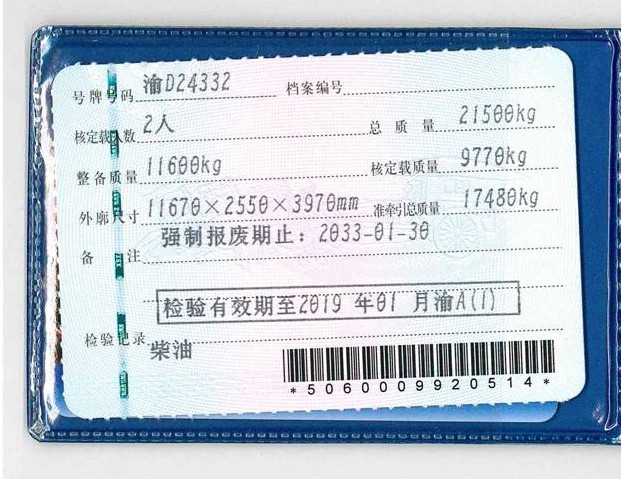 号牌号码 渝D24332 档案编号
核定载人数 2人 总质量 21500kg
整备质量 11600kg 核定载质量 9770kg
外廓尺寸 11670×2550×3970mm 准牵引总质量 17480kg
备注 强制报废期止：2033-01-30
检验有效期至2019年01月渝A(1)
检验记录
柴油
*5060009920514*